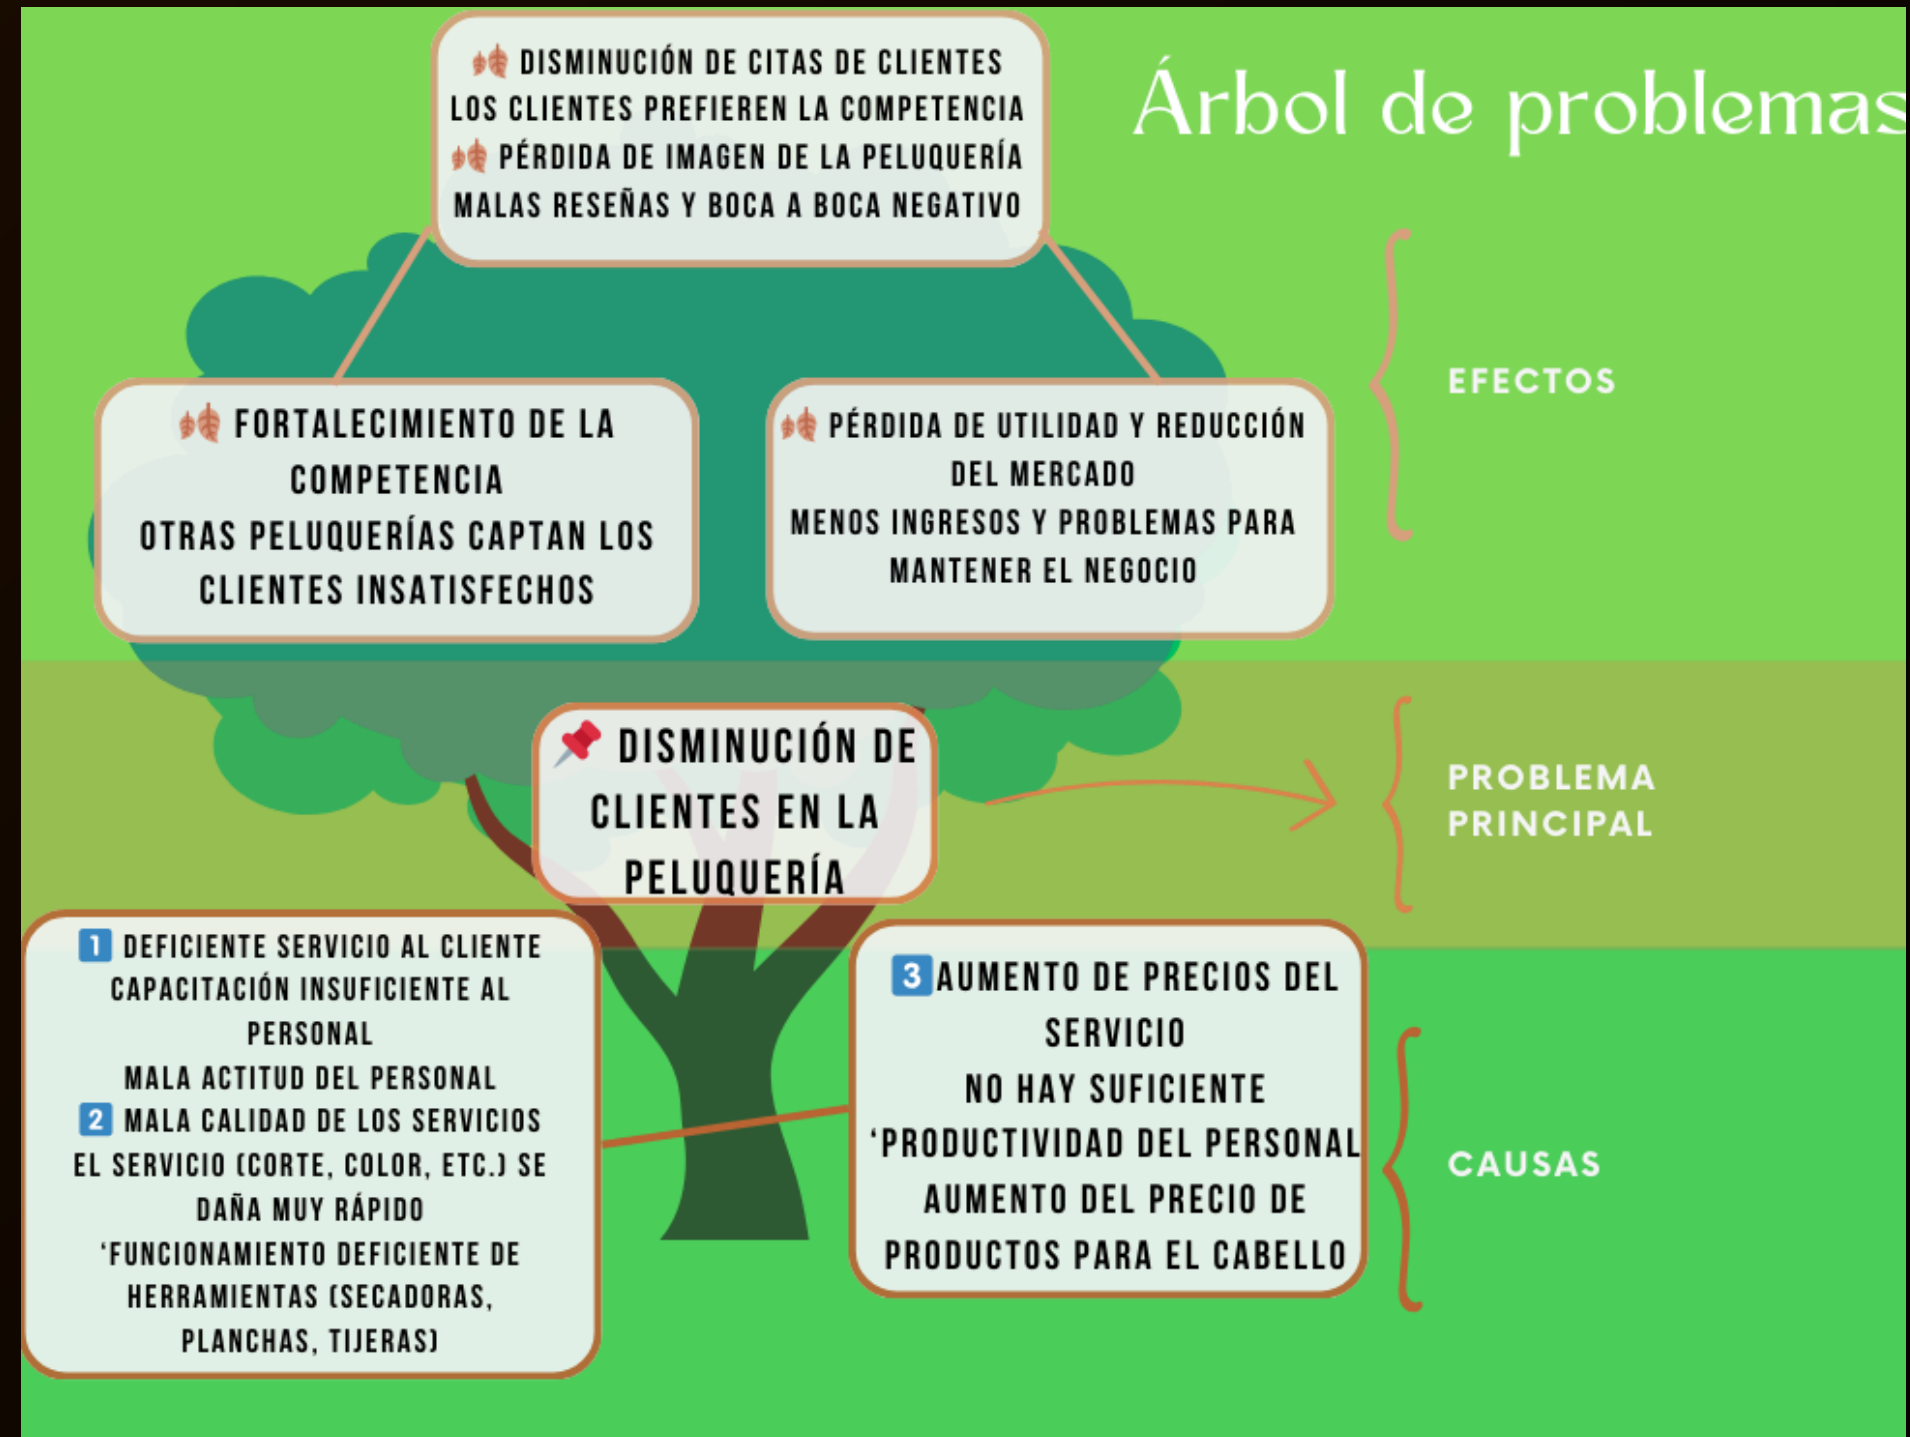 Árbol de problemas
DISMINUCIÓN DE CITAS DE CLIENTES
LOS CLIENTES PREFIEREN LA COMPETENCIA
PÉRDIDA DE IMAGEN DE LA PELUQUERÍA
MALAS RESEÑAS Y BOCA A BOCA NEGATIVO
FORTALECIMIENTO DE LA
COMPETENCIA
OTRAS PELUQUERÍAS CAPTAN LOS
CLIENTES INSATISFECHOS
PÉRDIDA DE UTILIDAD Y REDUCCIÓN
DEL MERCADO
MENOS INGRESOS Y PROBLEMAS PARA
MANTENER EL NEGOCIO
EFECTOS
DISMINUCIÓN DE
CLIENTES EN LA
PELUQUERÍA
PROBLEMA
PRINCIPAL
1 DEFICIENTE SERVICIO AL CLIENTE
CAPACITACIÓN INSUFICIENTE AL
PERSONAL
MALA ACTITUD DEL PERSONAL
2 MALA CALIDAD DE LOS SERVICIOS
EL SERVICIO (CORTE, COLOR, ETC.) SE
DAÑA MUY RÁPIDO
‘FUNCIONAMIENTO DEFICIENTE DE
HERRAMIENTAS (SECADORAS,
PLANCHAS, TIJERAS)
3 AUMENTO DE PRECIOS DEL
SERVICIO
NO HAY SUFICIENTE
‘PRODUCTIVIDAD DEL PERSONAL
AUMENTO DEL PRECIO DE
PRODUCTOS PARA EL CABELLO
CAUSAS